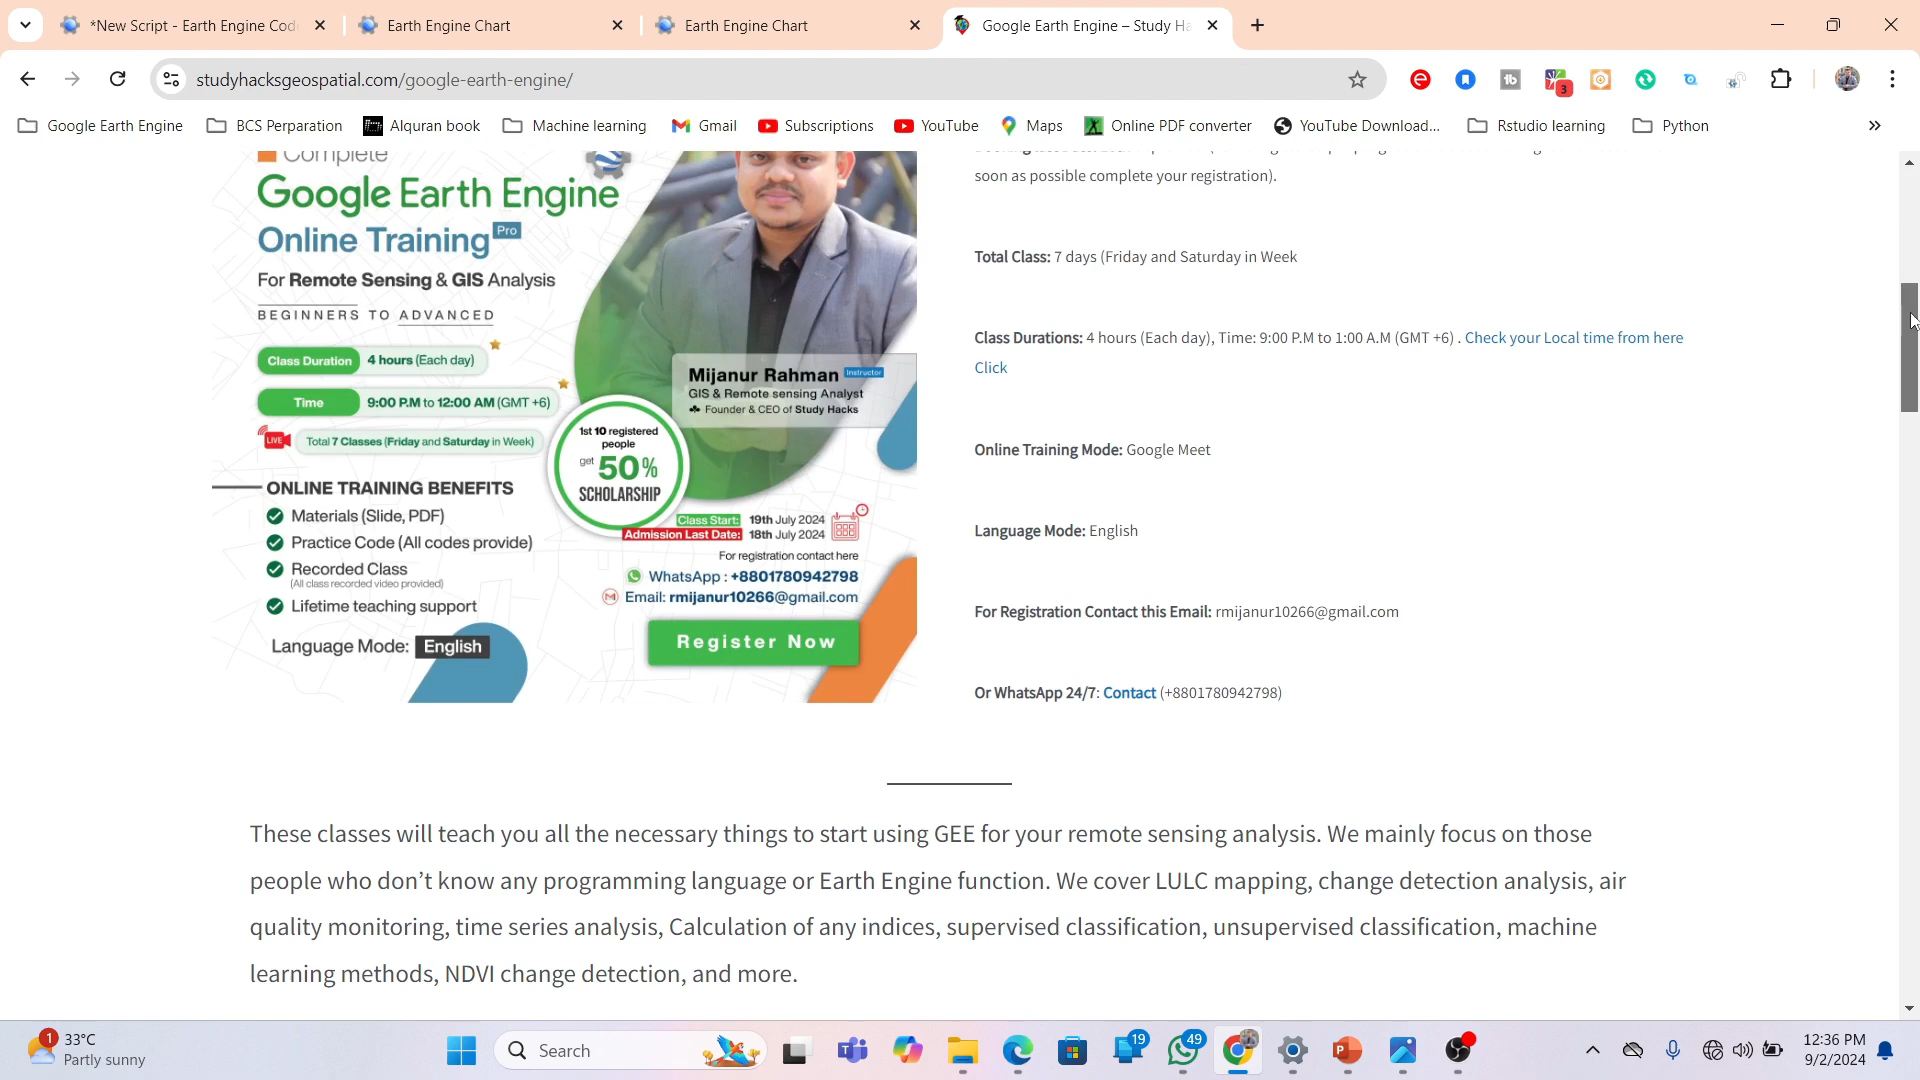 *New Script - Earth Engine Cod
Earth Engine Chart
Earth Engine Chart
Google Earth Engine – Study Ha
studyhacksgeospatial.com/google-earth-engine/
3
Google Earth Engine
BCS Perparation
Alquran book
Machine learning
Gmail
Subscriptions
YouTube
Maps
Online PDF converter
YouTube Download...
Rstudio learning
Python
Complete
Google Earth Engine
Online Training Pro
For Remote Sensing & GIS Analysis
BEGINNERS TO ADVANCED
Class Duration 4 hours (Each day)
Time 9:00 P.M to 12:00 AM (GMT +6)
LIVE Total 7 Classes (Friday and Saturday in Week)
Mijanur Rahman Instructor
GIS & Remote sensing Analyst
Founder & CEO of Study Hacks
1st 10 registered
people
get 50%
SCHOLARSHIP
ONLINE TRAINING BENEFITS
Materials (Slide, PDF)
Practice Code (All codes provide)
Recorded Class
(All class recorded video provided)
Lifetime teaching support
Language Mode: English
Class Start: 19th July 2024
Admission Last Date: 18th July 2024
For registration contact here
WhatsApp : +8801780942798
Email: rmijanur10266@gmail.com
Register Now
soon as possible complete your registration).
Total Class: 7 days (Friday and Saturday in Week
Class Durations: 4 hours (Each day), Time: 9:00 P.M to 1:00 A.M (GMT +6) . Check your Local time from here
Click
Online Training Mode: Google Meet
Language Mode: English
For Registration Contact this Email: rmijanur10266@gmail.com
Or WhatsApp 24/7: Contact (+8801780942798)
These classes will teach you all the necessary things to start using GEE for your remote sensing analysis. We mainly focus on those
people who don’t know any programming language or Earth Engine function. We cover LULC mapping, change detection analysis, air
quality monitoring, time series analysis, Calculation of any indices, supervised classification, unsupervised classification, machine
learning methods, NDVI change detection, and more.
1
33°C
Partly sunny
Search
19
49
12:36 PM
9/2/2024